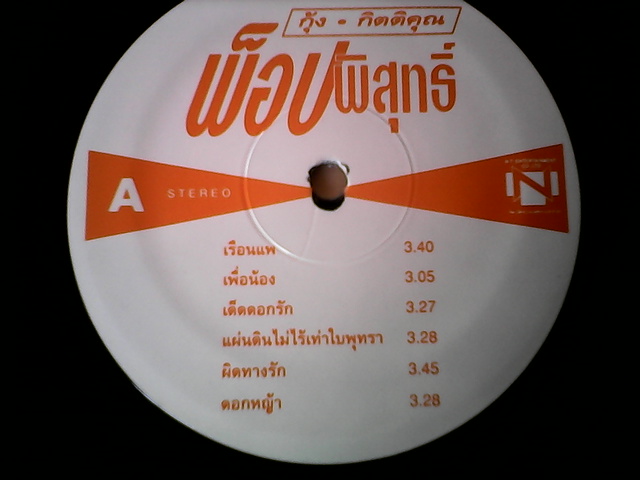 กุ้ง • กิตติคุณ
พ็อปพิสุทธิ์
A STEREO
N
เรือนแพ 3.40
เพื่อน้อง 3.05
เด็ดดอกรัก 3.27
แผ่นดินไม่ไร้เท่าใบพุทรา 3.28
ผิดทางรัก 3.45
ดอกหญ้า 3.28